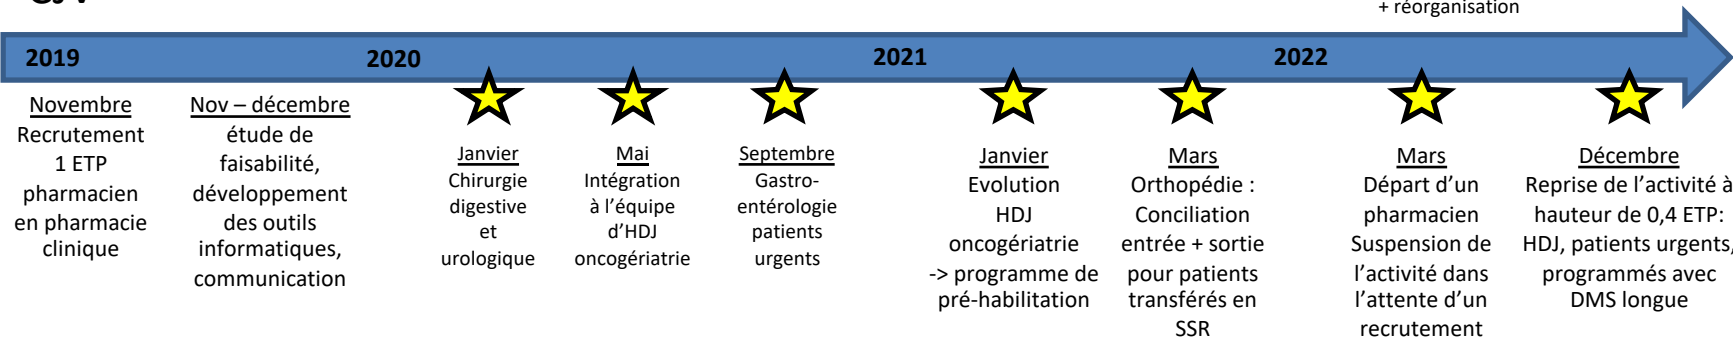 + réorganisation
2019
2020
2021
2022
Novembre
Recrutement
1 ETP
pharmacien
en pharmacie
clinique
Nov – décembre
étude de
faisabilité,
développement
des outils
informatiques,
communication
Janvier
Chirurgie
digestive
et
urologique
Mai
Intégration
à l’équipe
d’HDJ
oncogériatrie
Septembre
Gastro-
entérologie
patients
urgents
Janvier
Evolution
HDJ
oncogériatrie
-> programme de
pré-habilitation
Mars
Orthopédie :
Conciliation
entrée + sortie
pour patients
transférés en
SSR
Mars
Départ d’un
pharmacien
Suspension de
l’activité dans
l’attente d’un
recrutement
Décembre
Reprise de l’activité à
hauteur de 0,4 ETP:
HDJ, patients urgents,
programmés avec
DMS longue